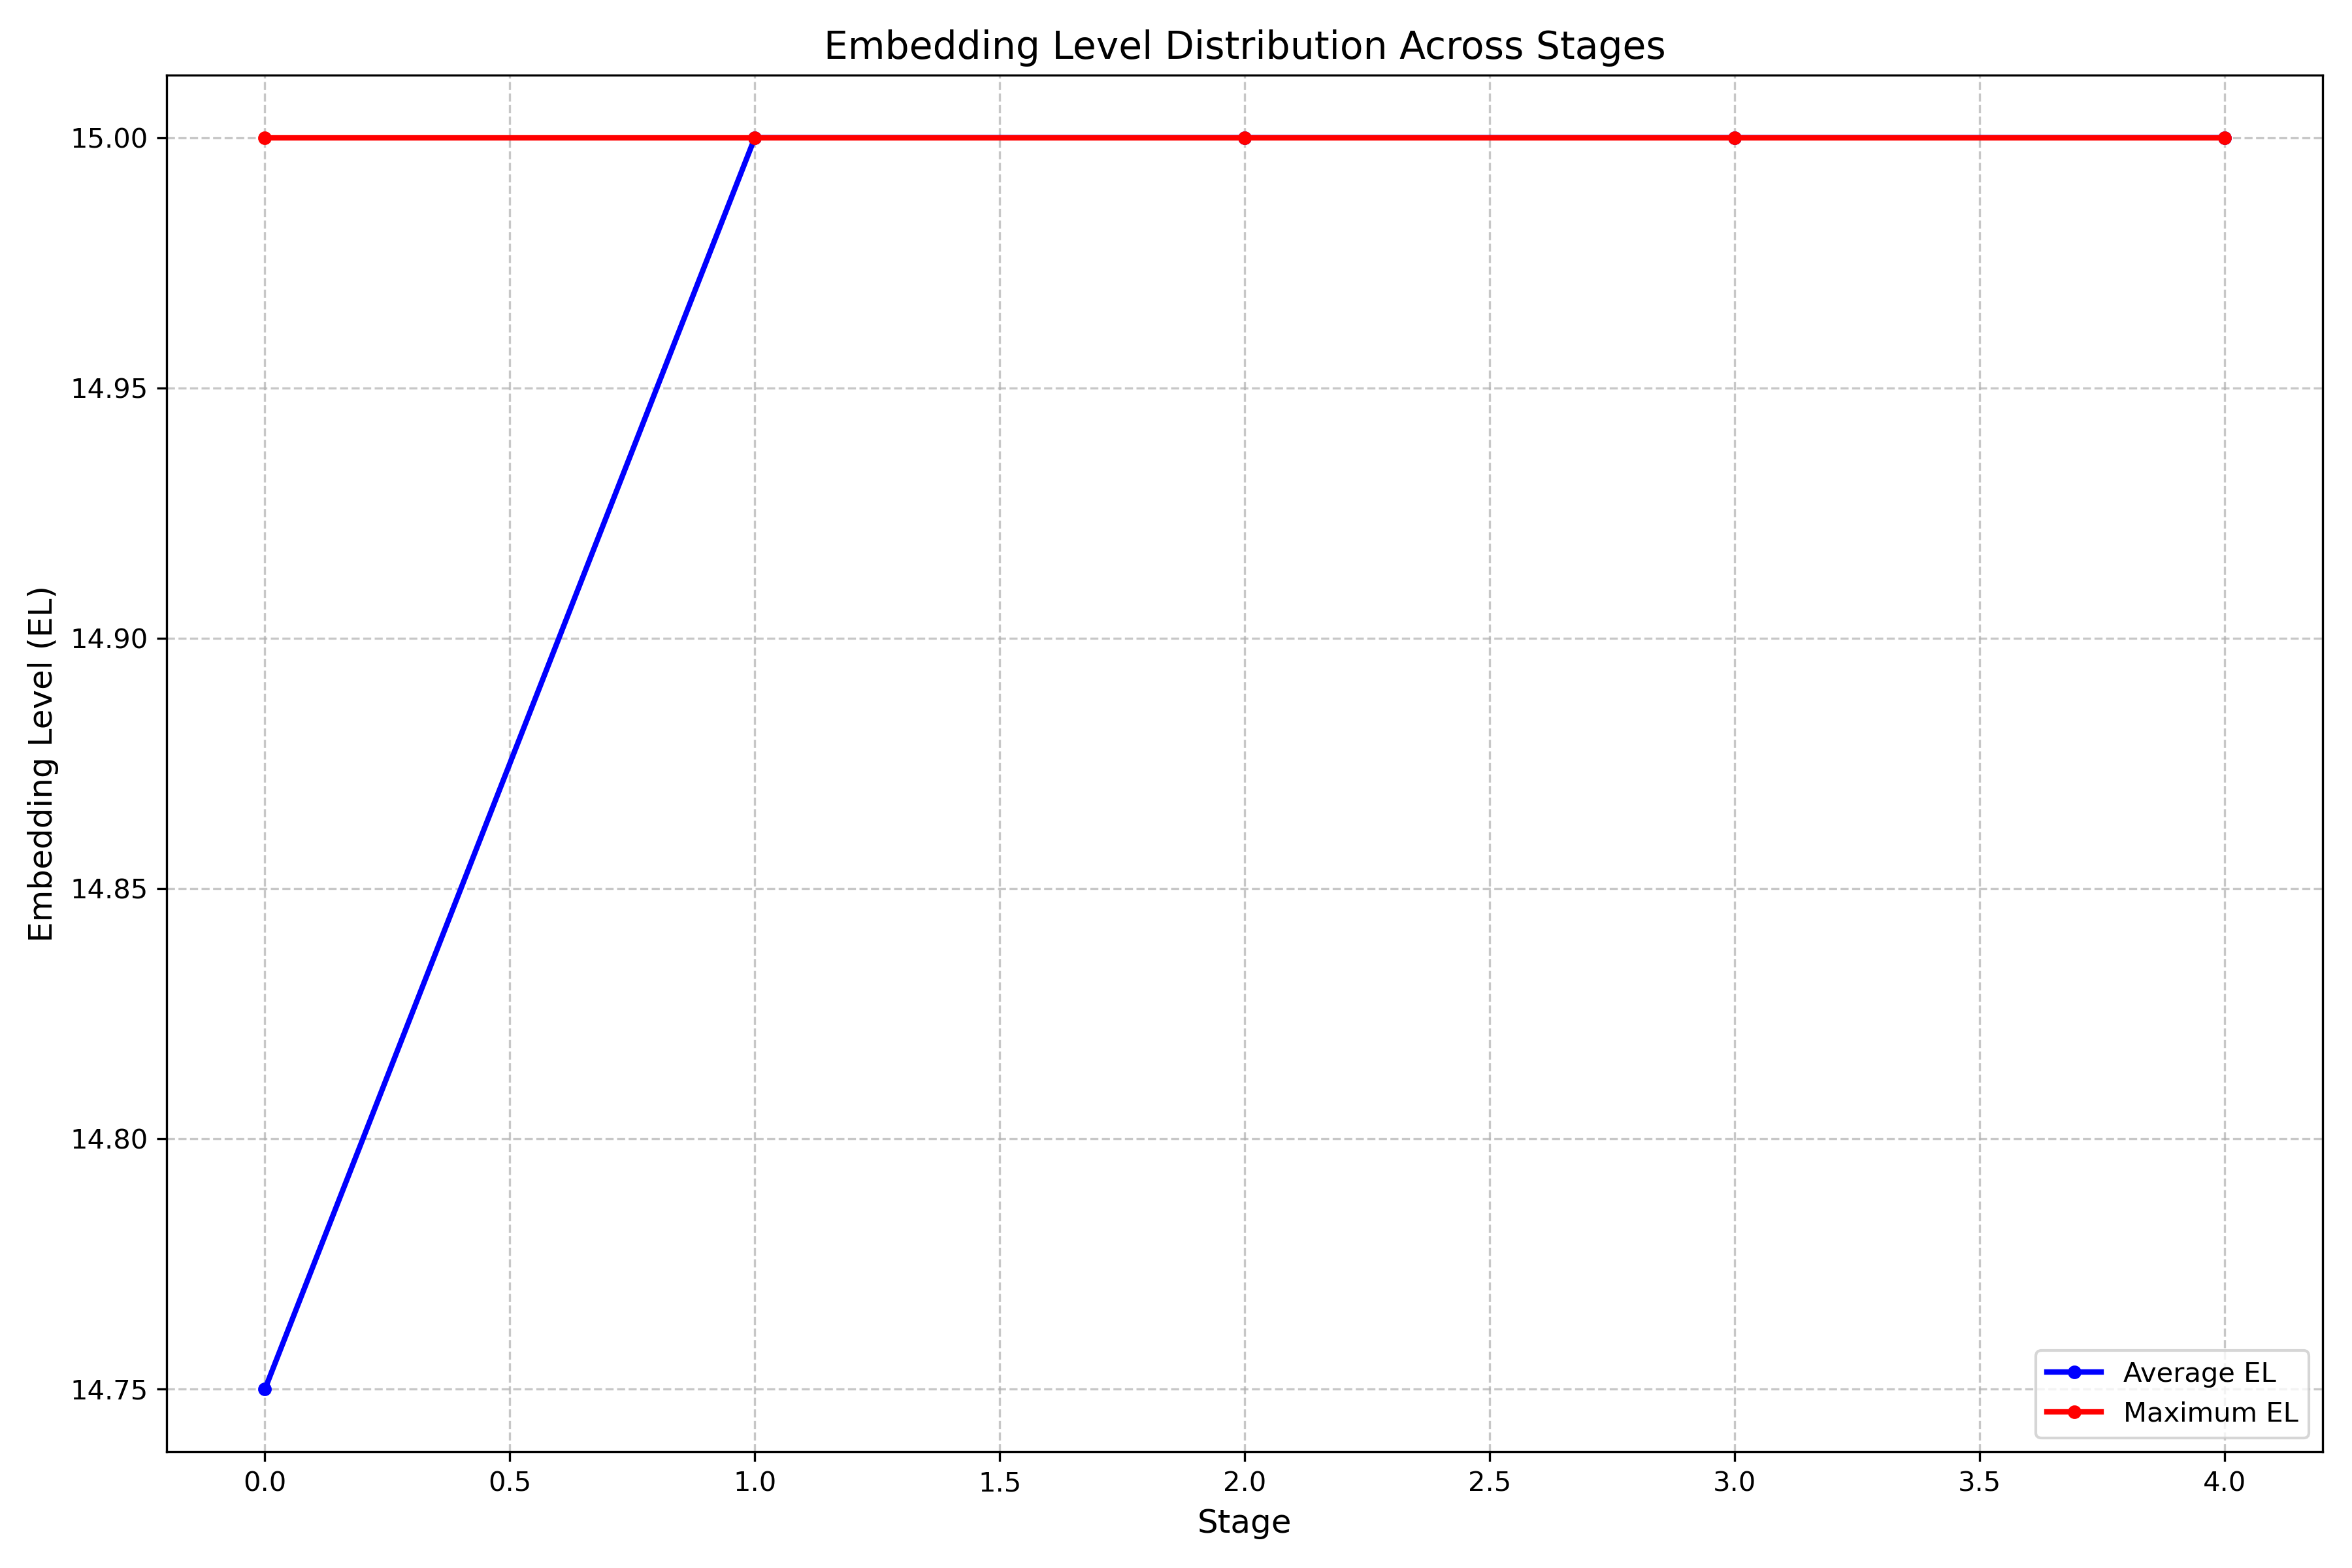 Embedding Level Distribution Across Stages
Embedding Level (EL)
15.00
14.95
14.90
14.85
14.80
14.75
0.0 0.5 1.0 1.5 2.0 2.5 3.0 3.5 4.0
Stage
Average EL
Maximum EL